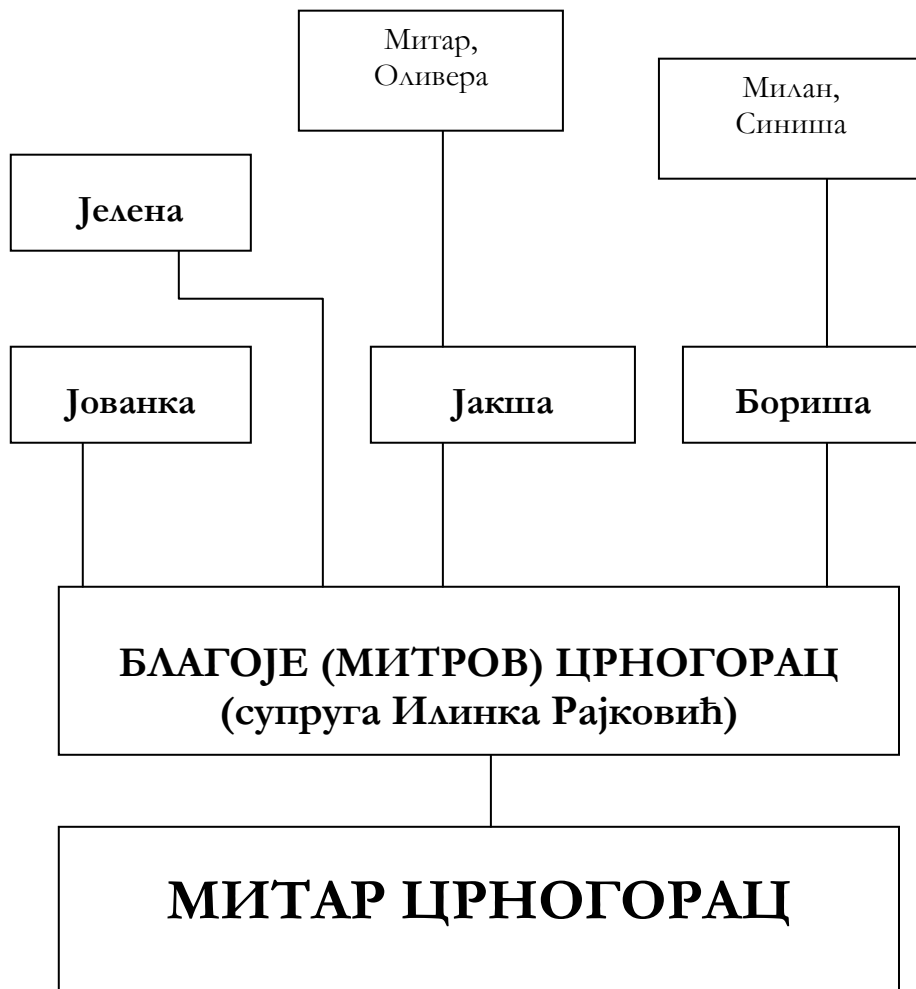 Митар,
Оливера
Милан,
Синиша
Јелена
Јованка
Јакша
Бориша
БЛАГОЈЕ (МИТРОВ) ЦРНОГОРАЦ
(супруга Илинка Рајковић)
МИТАР ЦРНОГОРАЦ